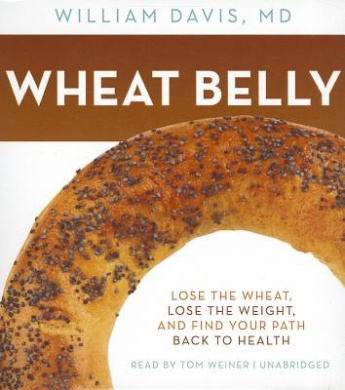 WILLIAM DAVIS, MD
WHEAT BELLY
LOSE THE WHEAT,
LOSE THE WEIGHT,
AND FIND YOUR PATH
BACK TO HEALTH
READ BY TOM WEINER | UNABRIDGED